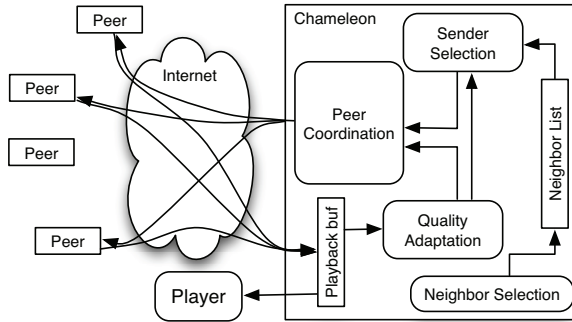 Peer
Chameleon
Sender
Selection
Internet
Peer
Peer
Coordination
Neighbor List
Peer
Playback buf
Quality
Adaptation
Peer
Player
Neighbor Selection